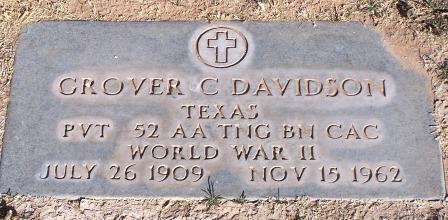 GROVER C DAVIDSON
TEXAS
PVT 52 AA TNG BN CAC
WORLD WAR II
JULY 26 1909 NOV 15 1962